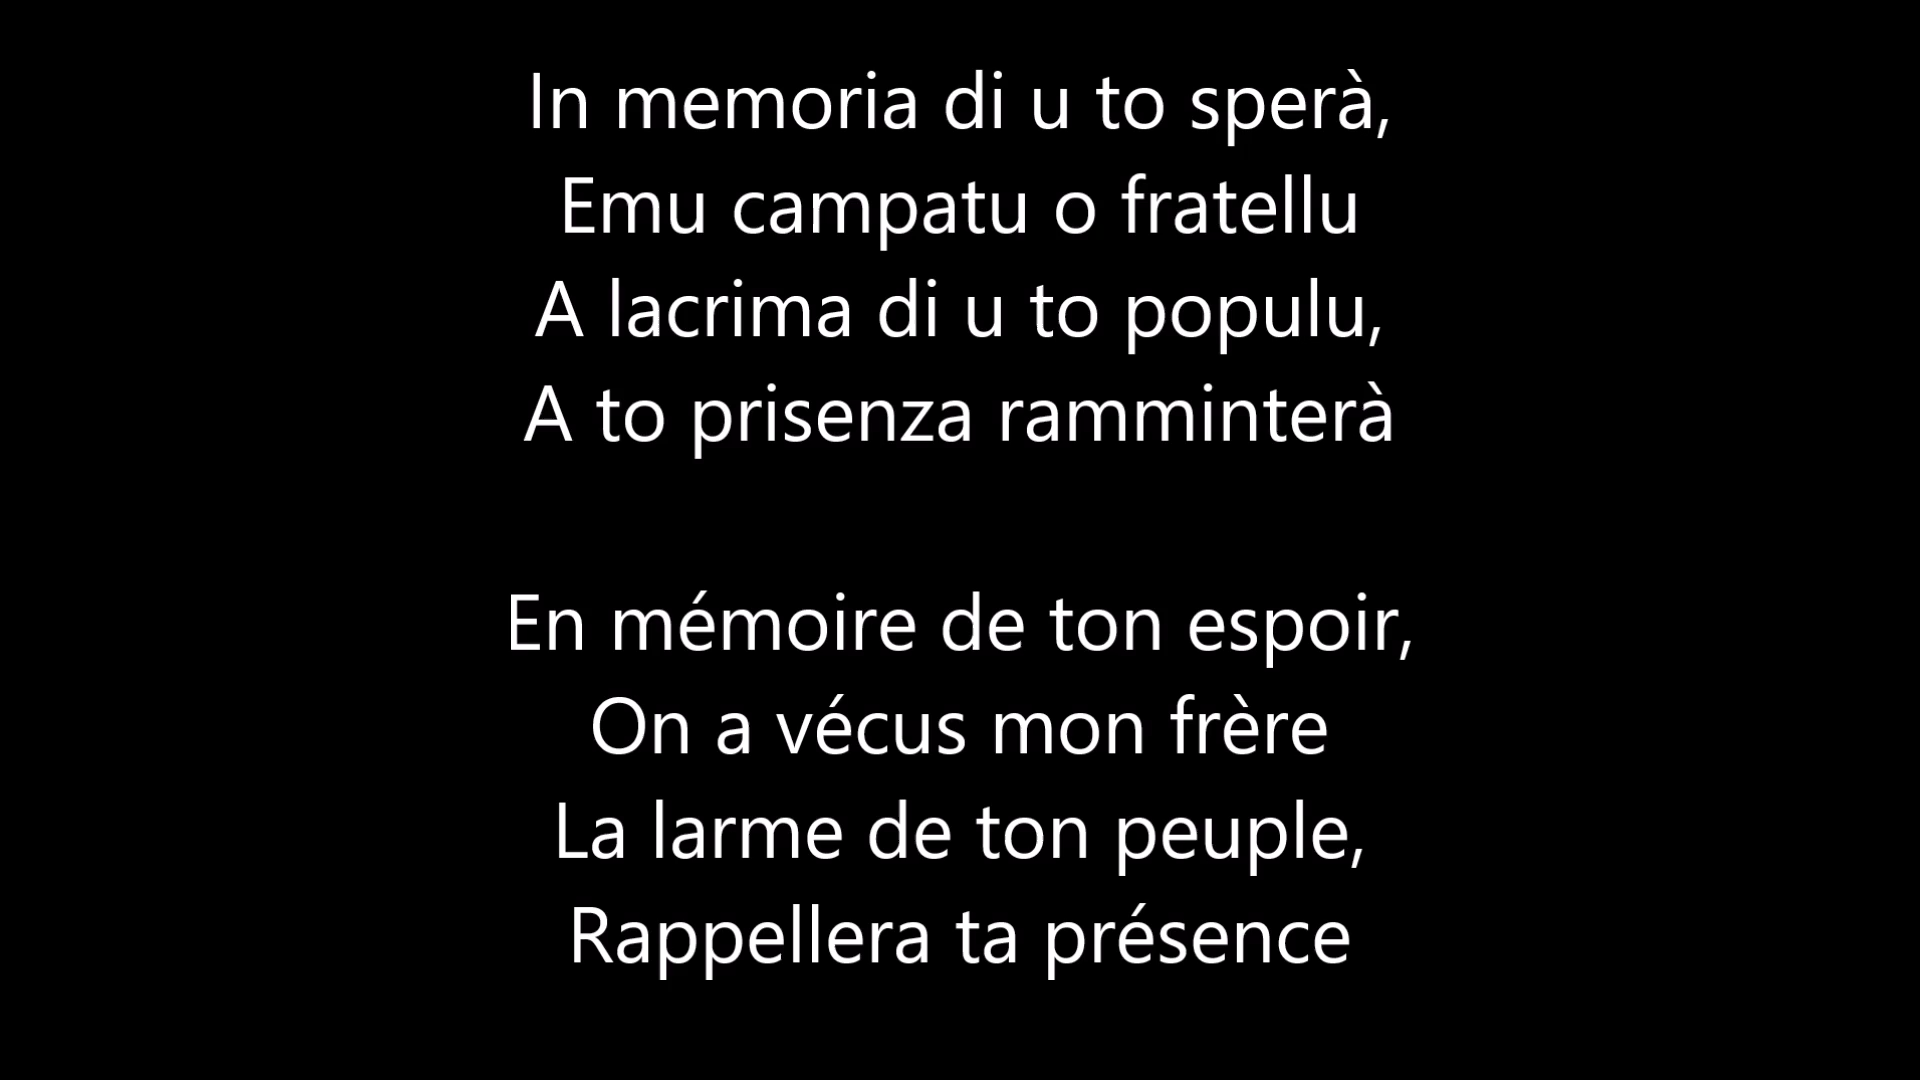 In memoria di u to sperà,
Emu campatu o fratellu
A lacrima di u to populu,
A to prisenza ramminterà
En mémoire de ton espoir,
On a vécus mon frère
La larme de ton peuple,
Rappellera ta présence